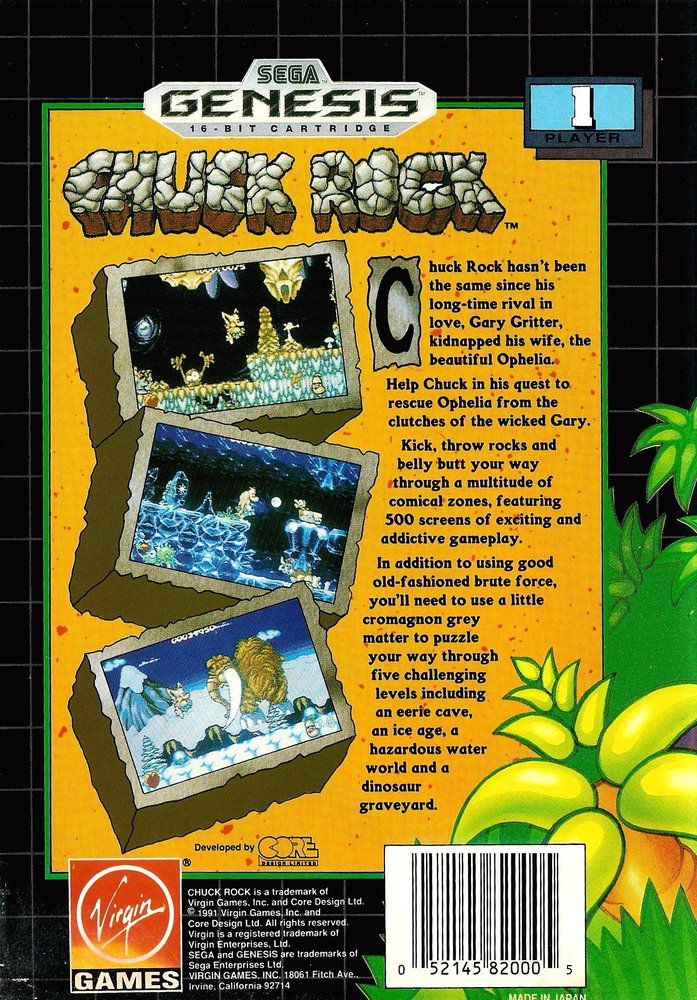 SEGA
GENESIS™
16-BIT CARTRIDGE
1
PLAYER
CHUCK ROCK™
Chuck Rock hasn't been
the same since his
long-time rival in
love, Gary Gritter,
kidnapped his wife, the
beautiful Ophelia.
Help Chuck in his quest to
rescue Ophelia from the
clutches of the wicked Gary.
Kick, throw rocks and
belly butt your way
through a multitude of
comical zones, featuring
500 screens of exciting and
addictive gameplay.
In addition to using good
old-fashioned brute force,
you'll need to use a little
cromagnon grey
matter to puzzle
your way through
five challenging
levels including
an eerie cave,
an ice age, a
hazardous water
world and a
dinosaur
graveyard.
Developed by CORE
DESIGN LIMITED
Virgin ®
GAMES
CHUCK ROCK is a trademark of
Virgin Games, Inc. and Core Design Ltd.
© 1991 Virgin Games, Inc. and
Core Design Ltd. All rights reserved.
Virgin is a registered trademark of
Virgin Enterprises, Ltd.
SEGA and GENESIS are trademarks of
Sega Enterprises Ltd.
VIRGIN GAMES, INC. 18061 Fitch Ave.,
Irvine, California 92714
0 52145 82000 5
MADE IN JAPAN